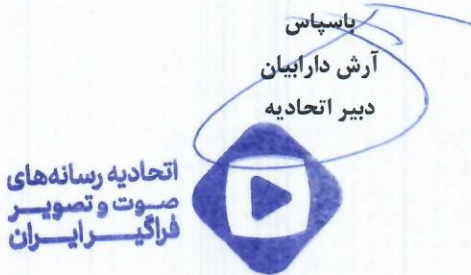 باسپاس
آرش دارابیان
دبیر اتحادیه
اتحادیه رسانه‌های
صوت و تصویر
فراگیر ایران